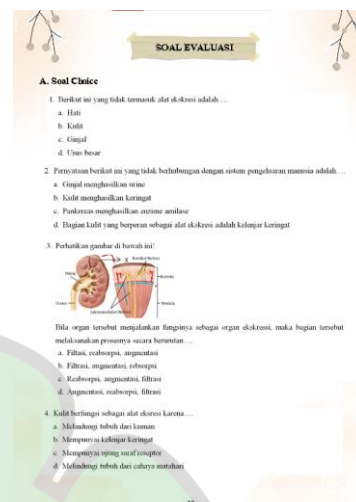 SOAL EVALUASI
A. Soal Choice
1. Berikut ini yang tidak termasuk alat ekskresi adalah....
a. Hati
b. Kulit
c. Ginjal
d. Usus besar
2. Pernyataan berikut ini yang tidak berhubungan dengan sistem pengeluaran manusia adalah.....
a. Ginjal menghasilkan urine
b. Kulit menghasilkan keringat
c. Pankreas menghasilkan enzime amilase
d. Bagian kulit yang berperan sebagai alat ekskresi adalah kelenjar keringat
3. Perhatikan gambar di bawah ini!
Bila organ tersebut menjalankan fungsinya sebagai organ ekskressi, maka bagian tersebut
melaksanakan prosesnya secara berurutan....
a. Filtasi, reabsorpsi, augmentasi
b. Filtrasi, augmentasi, rebsorpsi
c. Reabsorpsi, augmentasi, filtrasi
d. Augmentasi, reabsorpsi, filtrasi
4. Kulit berfungsi sebagai alat eksresi karena....
a. Melindungi tubuh dari kuman
b. Mempunyai kelenjar keringat
c. Mempunyai ujung saraf reseptor
d. Melindungi tubuh dari cahaya matahari